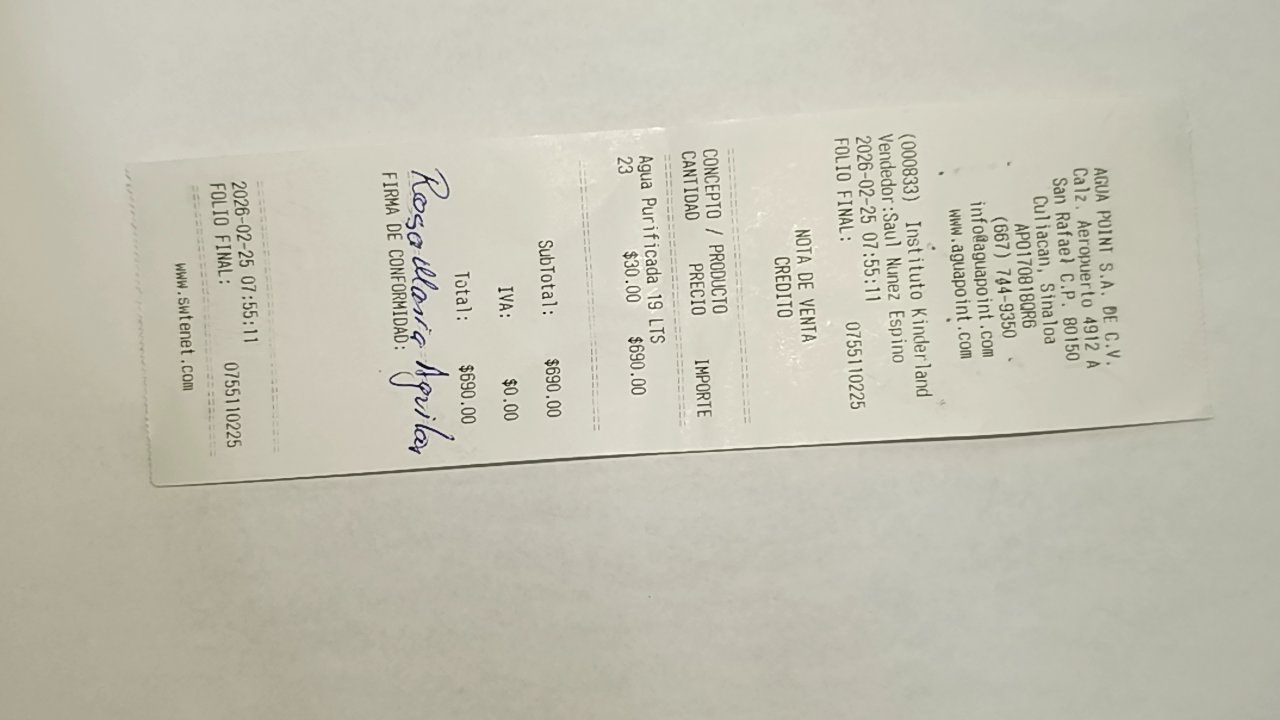 AGUA POINT S.A. DE C.V.
Calz. Aeropuerto 4912 A
San Rafael C.P. 80150
Culiacan, Sinaloa
APO170818QR6
(667) 744-9350
info@aguapoint.com
www.aguapoint.com
(000833) Instituto Kinderland
Vendedor:Saul Nunez Espino
2026-02-25 07:55:11
FOLIO FINAL: 0755110225
NOTA DE VENTA
CREDITO
CONCEPTO / PRODUCTO
CANTIDAD PRECIO IMPORTE
Agua Purificada 19 LTS
23 $30.00 $690.00
SubTotal: $690.00
IVA: $0.00
Total: $690.00
Rosa Maria Aguilar
FIRMA DE CONFORMIDAD:
2026-02-25 07:55:11
FOLIO FINAL: 0755110225
www.swtenet.com